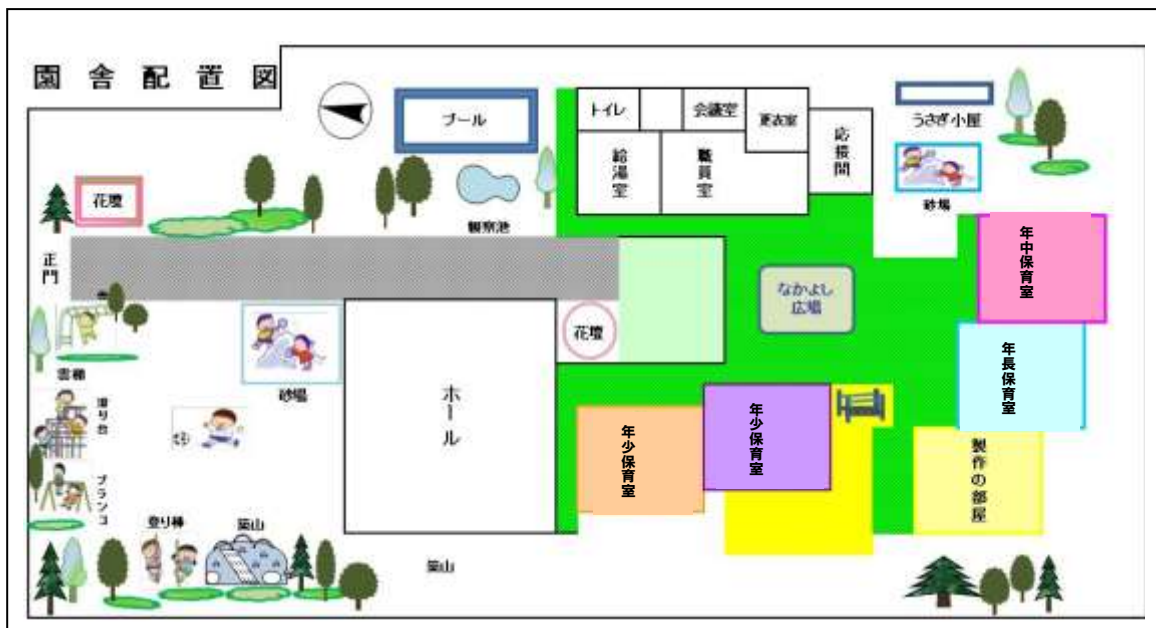 園舎配置図
プール
トイレ
会議室
更衣室
応接間
うさぎ小屋
給湯室
職員室
砂場
花壇
観察池
正門
年中保育室
なかよし
広場
花壇
雲梯
砂場
年長保育室
滑り台
ホール
年少保育室
年少保育室
製作の部屋
ブランコ
登り棒
築山
築山